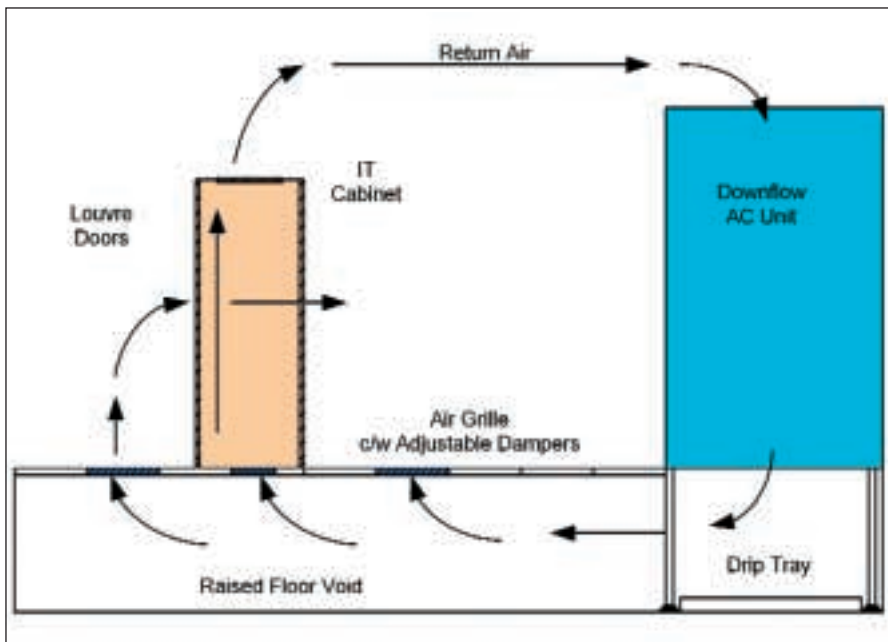 Return Air
IT
Cabinet
Louvre
Doors
Downflow
AC Unit
Air Grille
c/w Adjustable Dampers
Raised Floor Void
Drip Tray